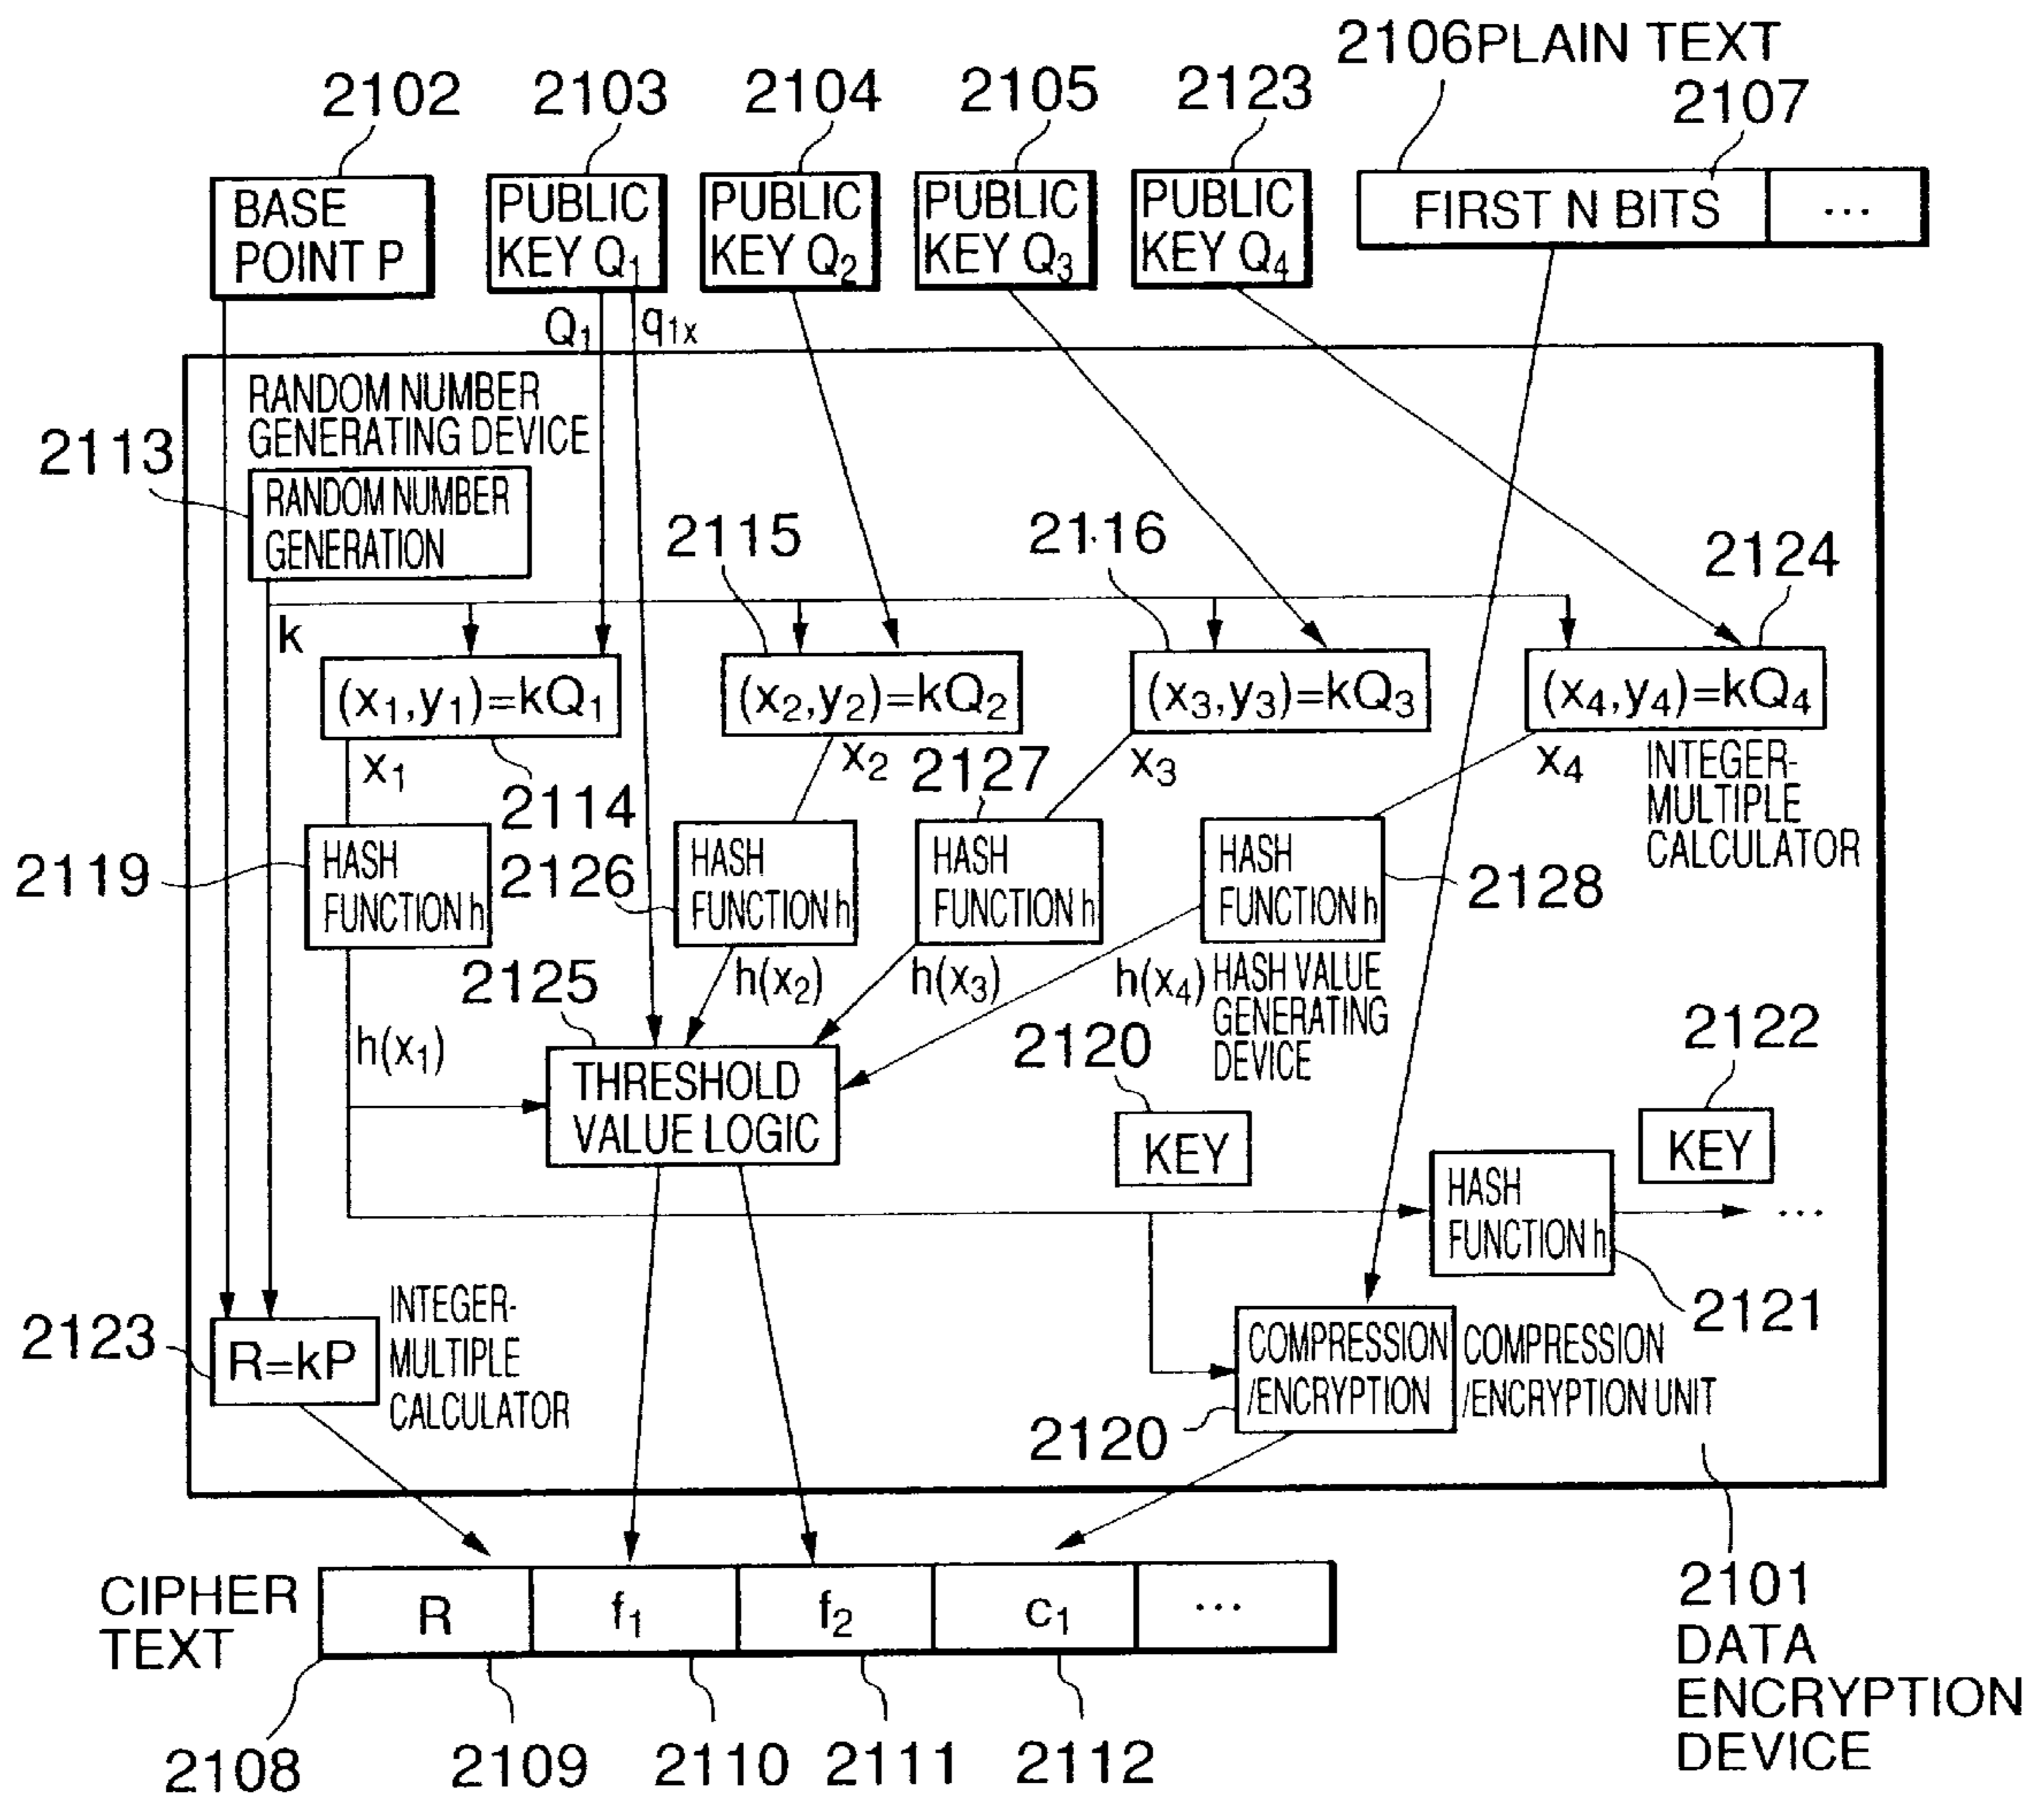 2106PLAIN TEXT
2102
2103
2104
2105
2123
2107
BASE
POINT P
PUBLIC
KEY Q1
PUBLIC
KEY Q2
PUBLIC
KEY Q3
PUBLIC
KEY Q4
FIRST N BITS
...
Q1
q1x
RANDOM NUMBER
GENERATING DEVICE
2113
RANDOM NUMBER
GENERATION
2115
2116
2124
k
(x1,y1)=kQ1
(x2,y2)=kQ2
(x3,y3)=kQ3
(x4,y4)=kQ4
x1
x2
x3
x4
INTEGER-
MULTIPLE
CALCULATOR
2114
2127
2119
HASH
FUNCTION h
2126
HASH
FUNCTION h
HASH
FUNCTION h
HASH
FUNCTION h
2128
2125
h(x2)
h(x3)
h(x4)
HASH VALUE
GENERATING
DEVICE
h(x1)
2120
2122
THRESHOLD
VALUE LOGIC
KEY
KEY
HASH
FUNCTION h
...
2121
2123
R=kP
INTEGER-
MULTIPLE
CALCULATOR
COMPRESSION
/ENCRYPTION
COMPRESSION
/ENCRYPTION UNIT
2120
CIPHER
TEXT
R
f1
f2
c1
...
2101
DATA
ENCRYPTION
DEVICE
2108
2109
2110
2111
2112